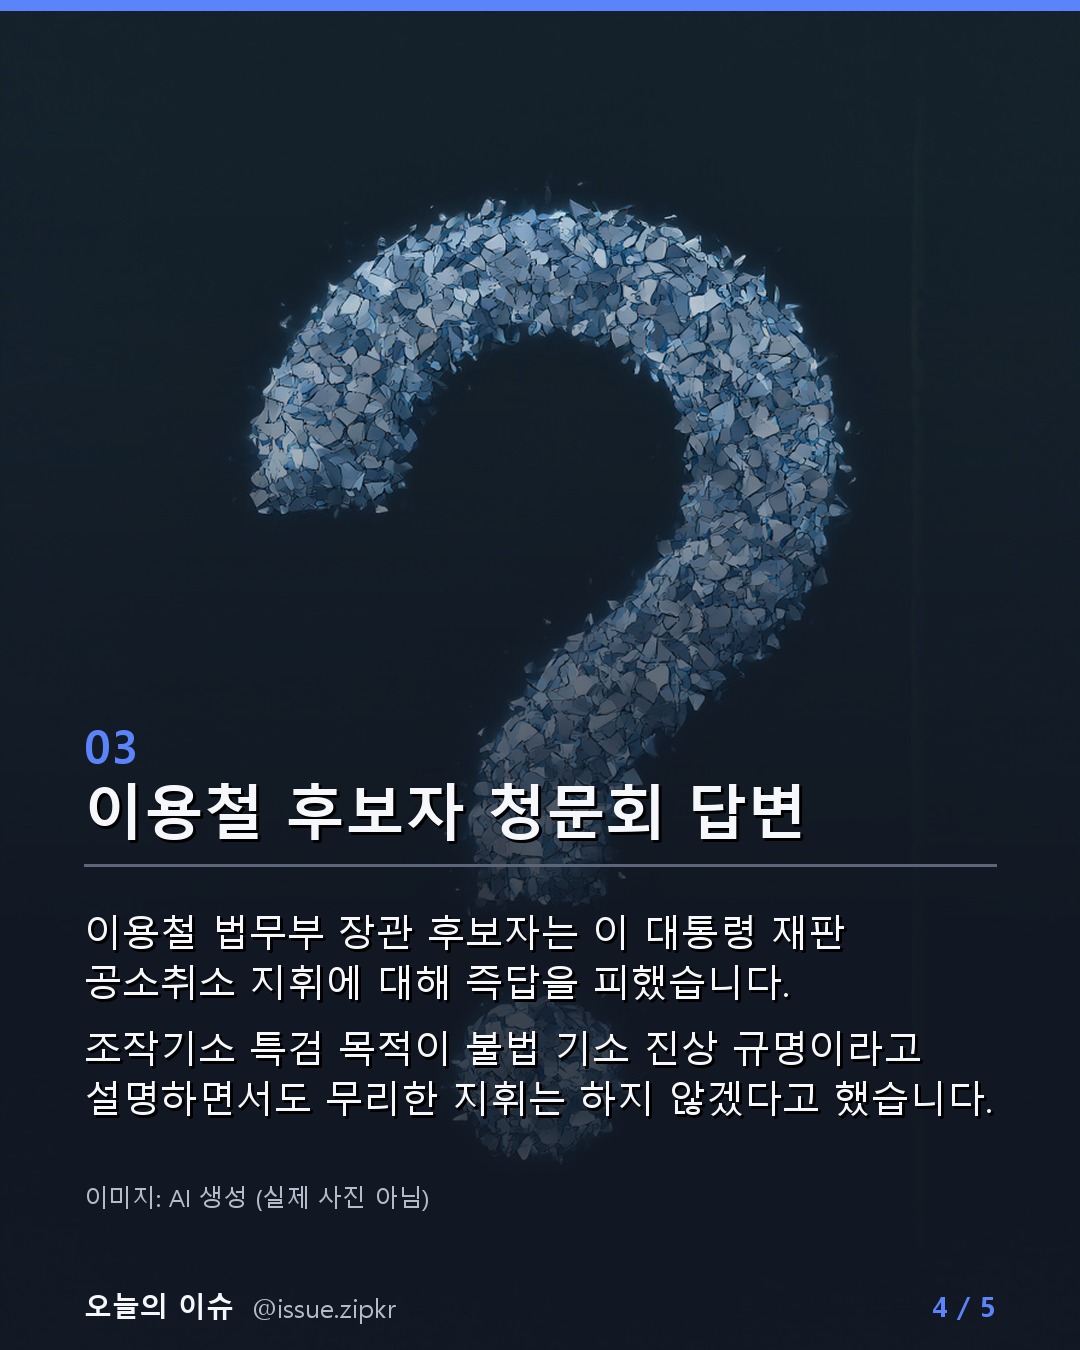 03
이용철 후보자 청문회 답변
이용철 법무부 장관 후보자는 이 대통령 재판
공소취소 지휘에 대해 즉답을 피했습니다.
조작기소 특검 목적이 불법 기소 진상 규명이라고
설명하면서도 무리한 지휘는 하지 않겠다고 했습니다.
이미지: AI 생성 (실제 사진 아님)
오늘의 이슈 @issue.zipkr
4 / 5